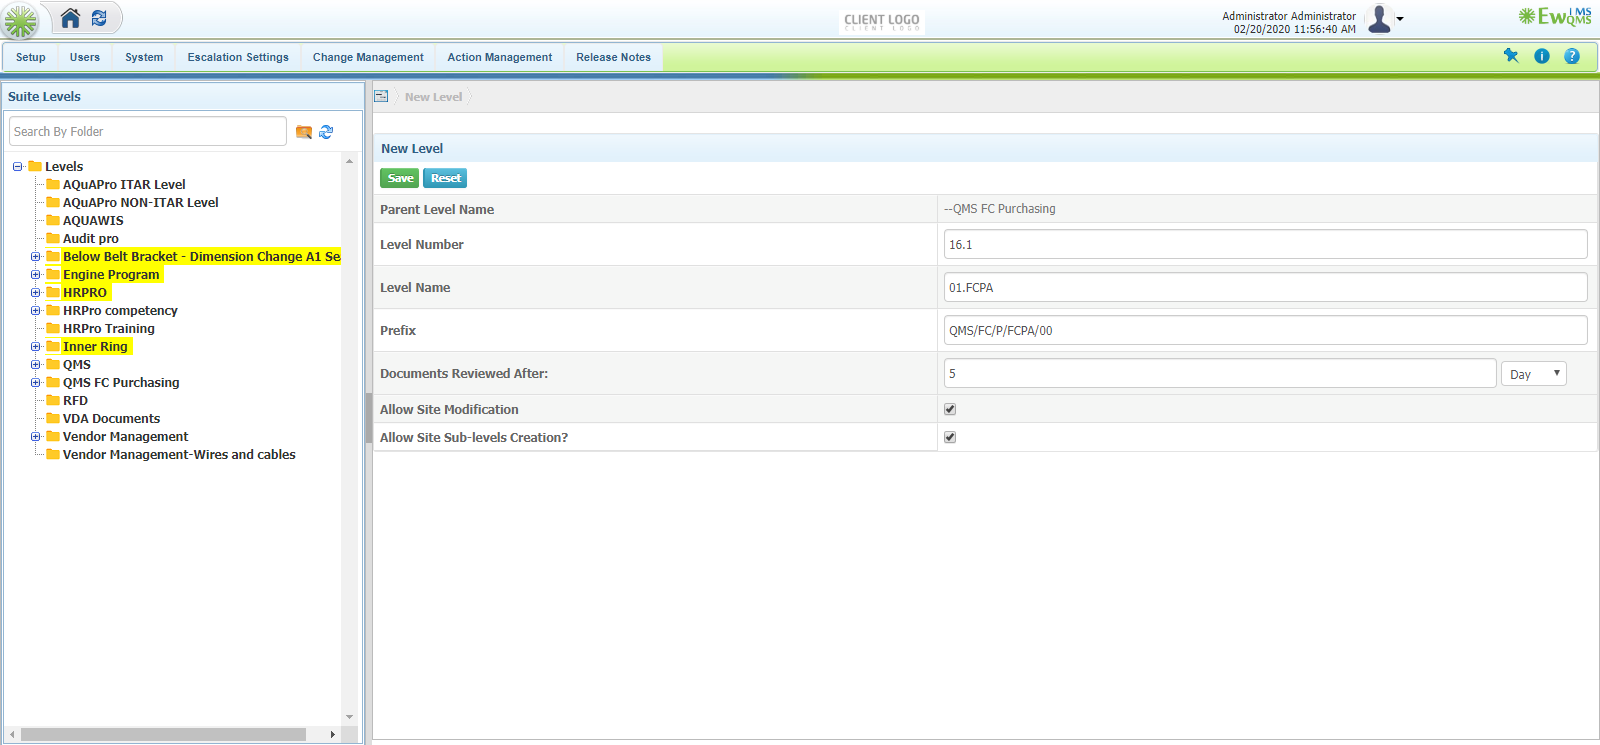 CLIENT LOGO
CLIENT LOGO
Administrator Administrator
02/20/2020 11:56:40 AM
EwQMS IMS
Setup Users System Escalation Settings Change Management Action Management Release Notes
Suite Levels
New Level
Search By Folder
New Level
Levels
AQuAPro ITAR Level
Save Reset
AQuAPro NON-ITAR Level
Parent Level Name --QMS FC Purchasing
AQUAWIS
Audit pro
Level Number 16.1
Below Belt Bracket - Dimension Change A1 Se
Engine Program
Level Name 01.FCPA
HRPRO
HRPro competency
HRPro Training
Prefix QMS/FC/P/FCPA/00
Inner Ring
QMS
Documents Reviewed After: 5 Day
QMS FC Purchasing
RFD
Allow Site Modification
VDA Documents
Vendor Management
Allow Site Sub-levels Creation?
Vendor Management-Wires and cables